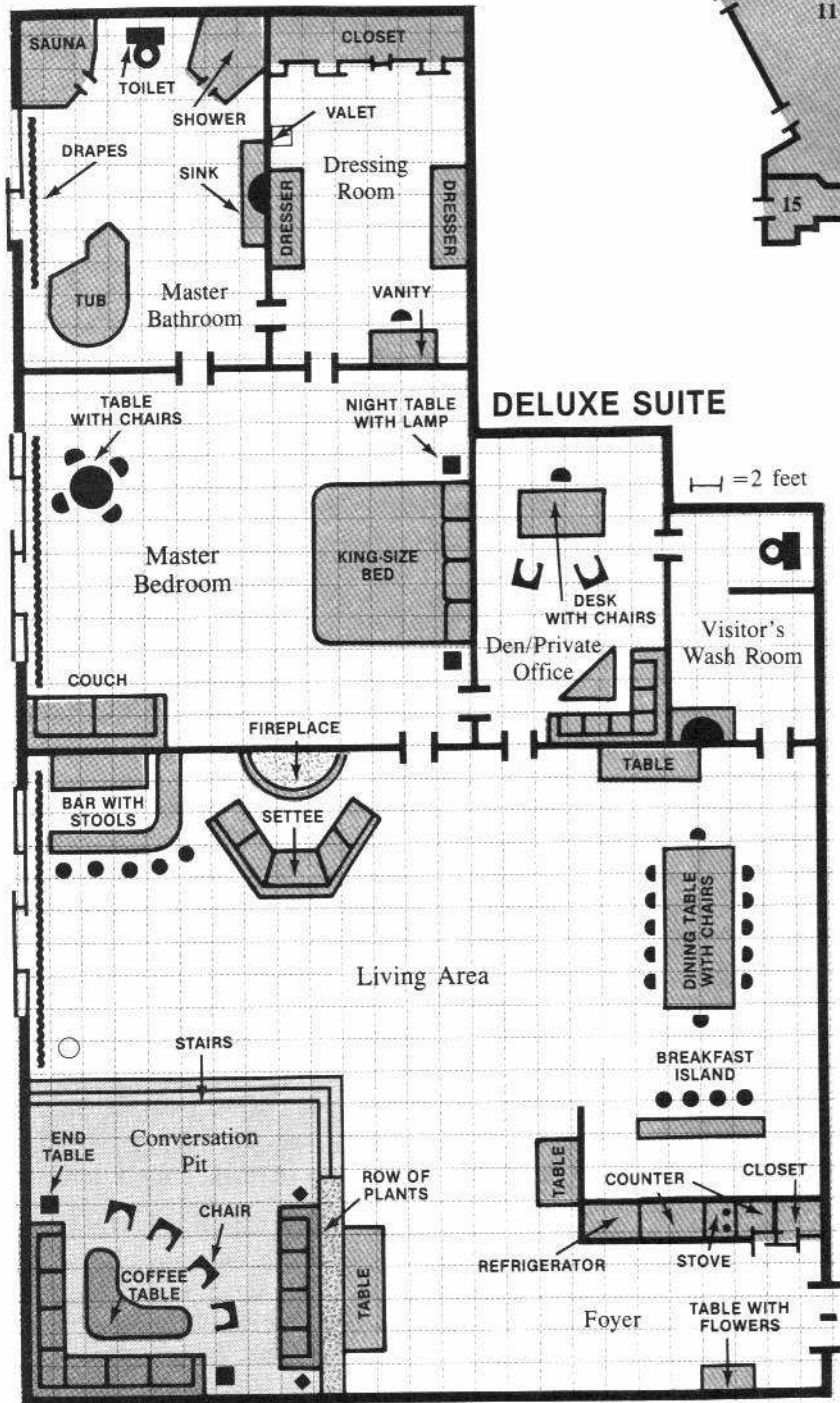 SAUNA
TOILET
SHOWER
CLOSET
11
VALET
DRAPES
SINK
Dressing
Room
DRESSER
DRESSER
15
TUB
Master
Bathroom
VANITY
TABLE
WITH CHAIRS
NIGHT TABLE
WITH LAMP
DELUXE SUITE
=2 feet
Master
Bedroom
KING-SIZE
BED
DESK
WITH CHAIRS
Den/Private
Office
Visitor's
Wash Room
COUCH
FIREPLACE
TABLE
BAR WITH
STOOLS
SETTEE
DINING TABLE
WITH CHAIRS
Living Area
STAIRS
BREAKFAST
ISLAND
Conversation
Pit
END
TABLE
ROW OF
PLANTS
TABLE
COUNTER
CLOSET
CHAIR
REFRIGERATOR
STOVE
COFFEE
TABLE
TABLE
Foyer
TABLE WITH
FLOWERS